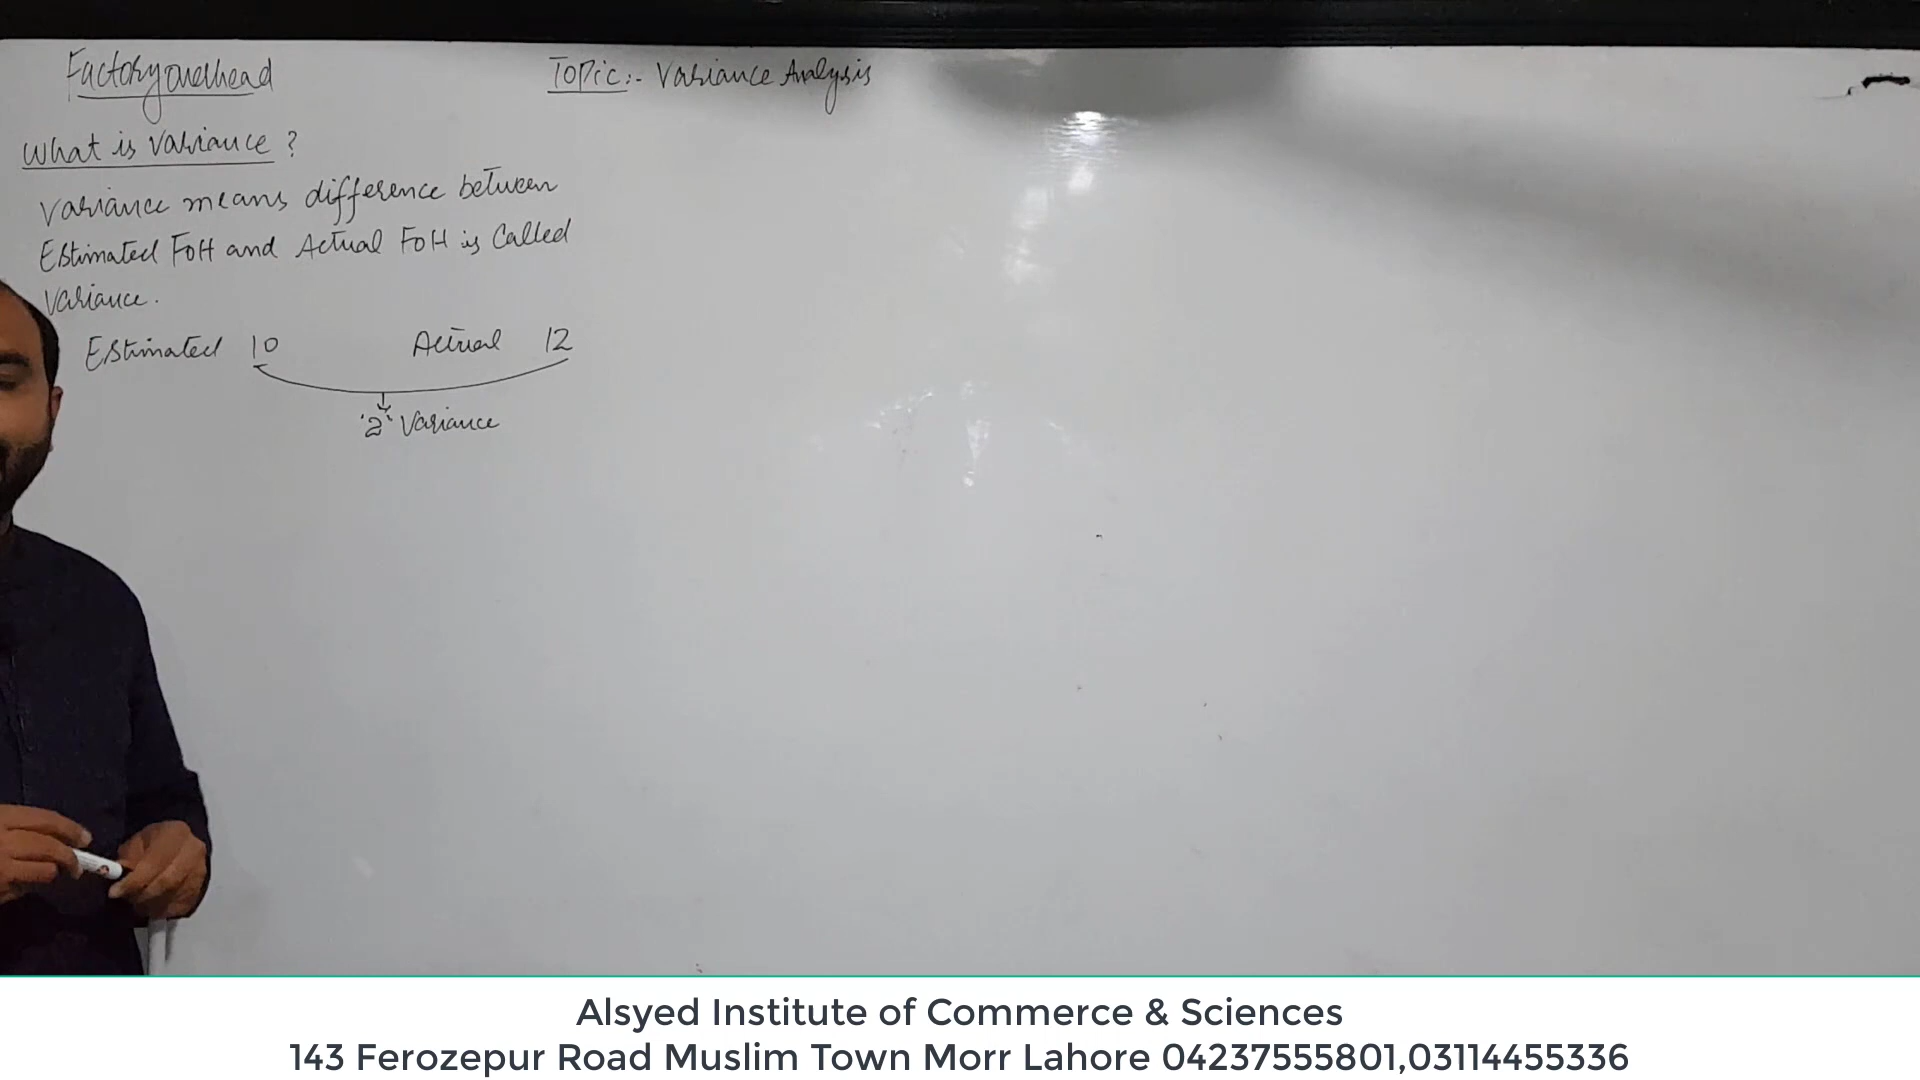 Factory overhead
Topic:- Variance Analysis
What is variance ?
Variance means difference between
Estimated FOH and Actual FOH is Called
Variance.
Estimated 10 Actual 12
"2" Variance
Alsyed Institute of Commerce & Sciences
143 Ferozepur Road Muslim Town Morr Lahore 04237555801,03114455336